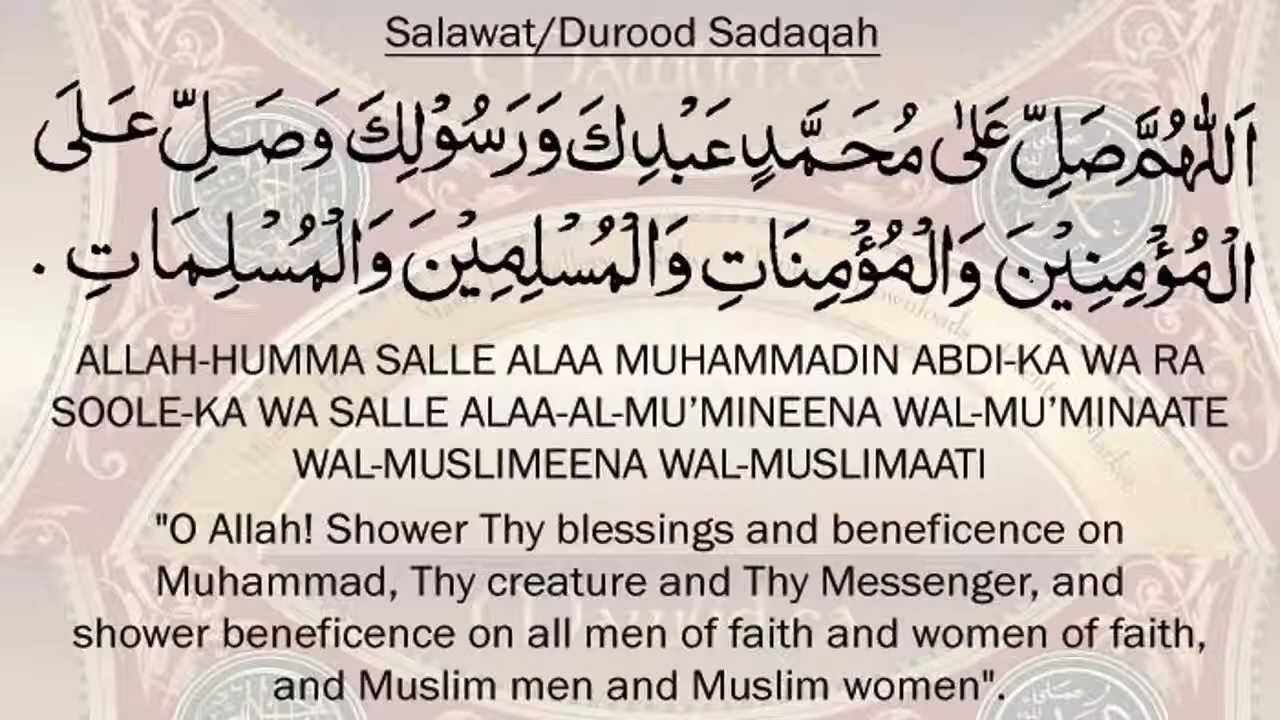 Salawat/Durood Sadaqah
اَللّٰهُمَّ صَلِّ عَلىٰ مُحَمَّدٍ عَبْدِكَ وَرَسُوْلِكَ وَصَلِّ عَلَى
الْمُؤْمِنِيْنَ وَالْمُؤْمِنَاتِ وَالْمُسْلِمِيْنَ وَالْمُسْلِمَاتِ .
ALLAH-HUMMA SALLE ALAA MUHAMMADIN ABDI-KA WA RA
SOOLE-KA WA SALLE ALAA-AL-MU’MINEENA WAL-MU’MINAATE
WAL-MUSLIMEENA WAL-MUSLIMAATI
"O Allah! Shower Thy blessings and beneficence on
Muhammad, Thy creature and Thy Messenger, and
shower beneficence on all men of faith and women of faith,
and Muslim men and Muslim women".